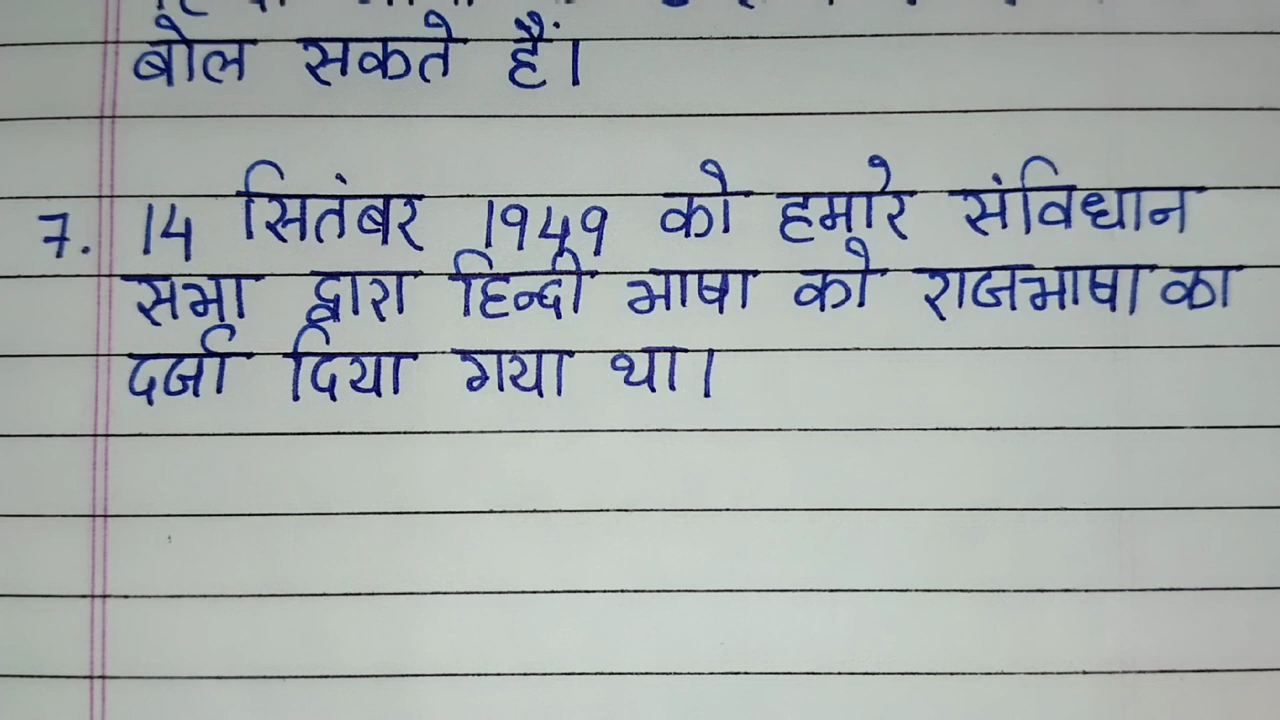 बोल सकते हैं।
7. 14 सितंबर 1949 को हमारे संविधान
सभा द्वारा हिन्दी भाषा को राजभाषा का
दर्जा दिया गया था।